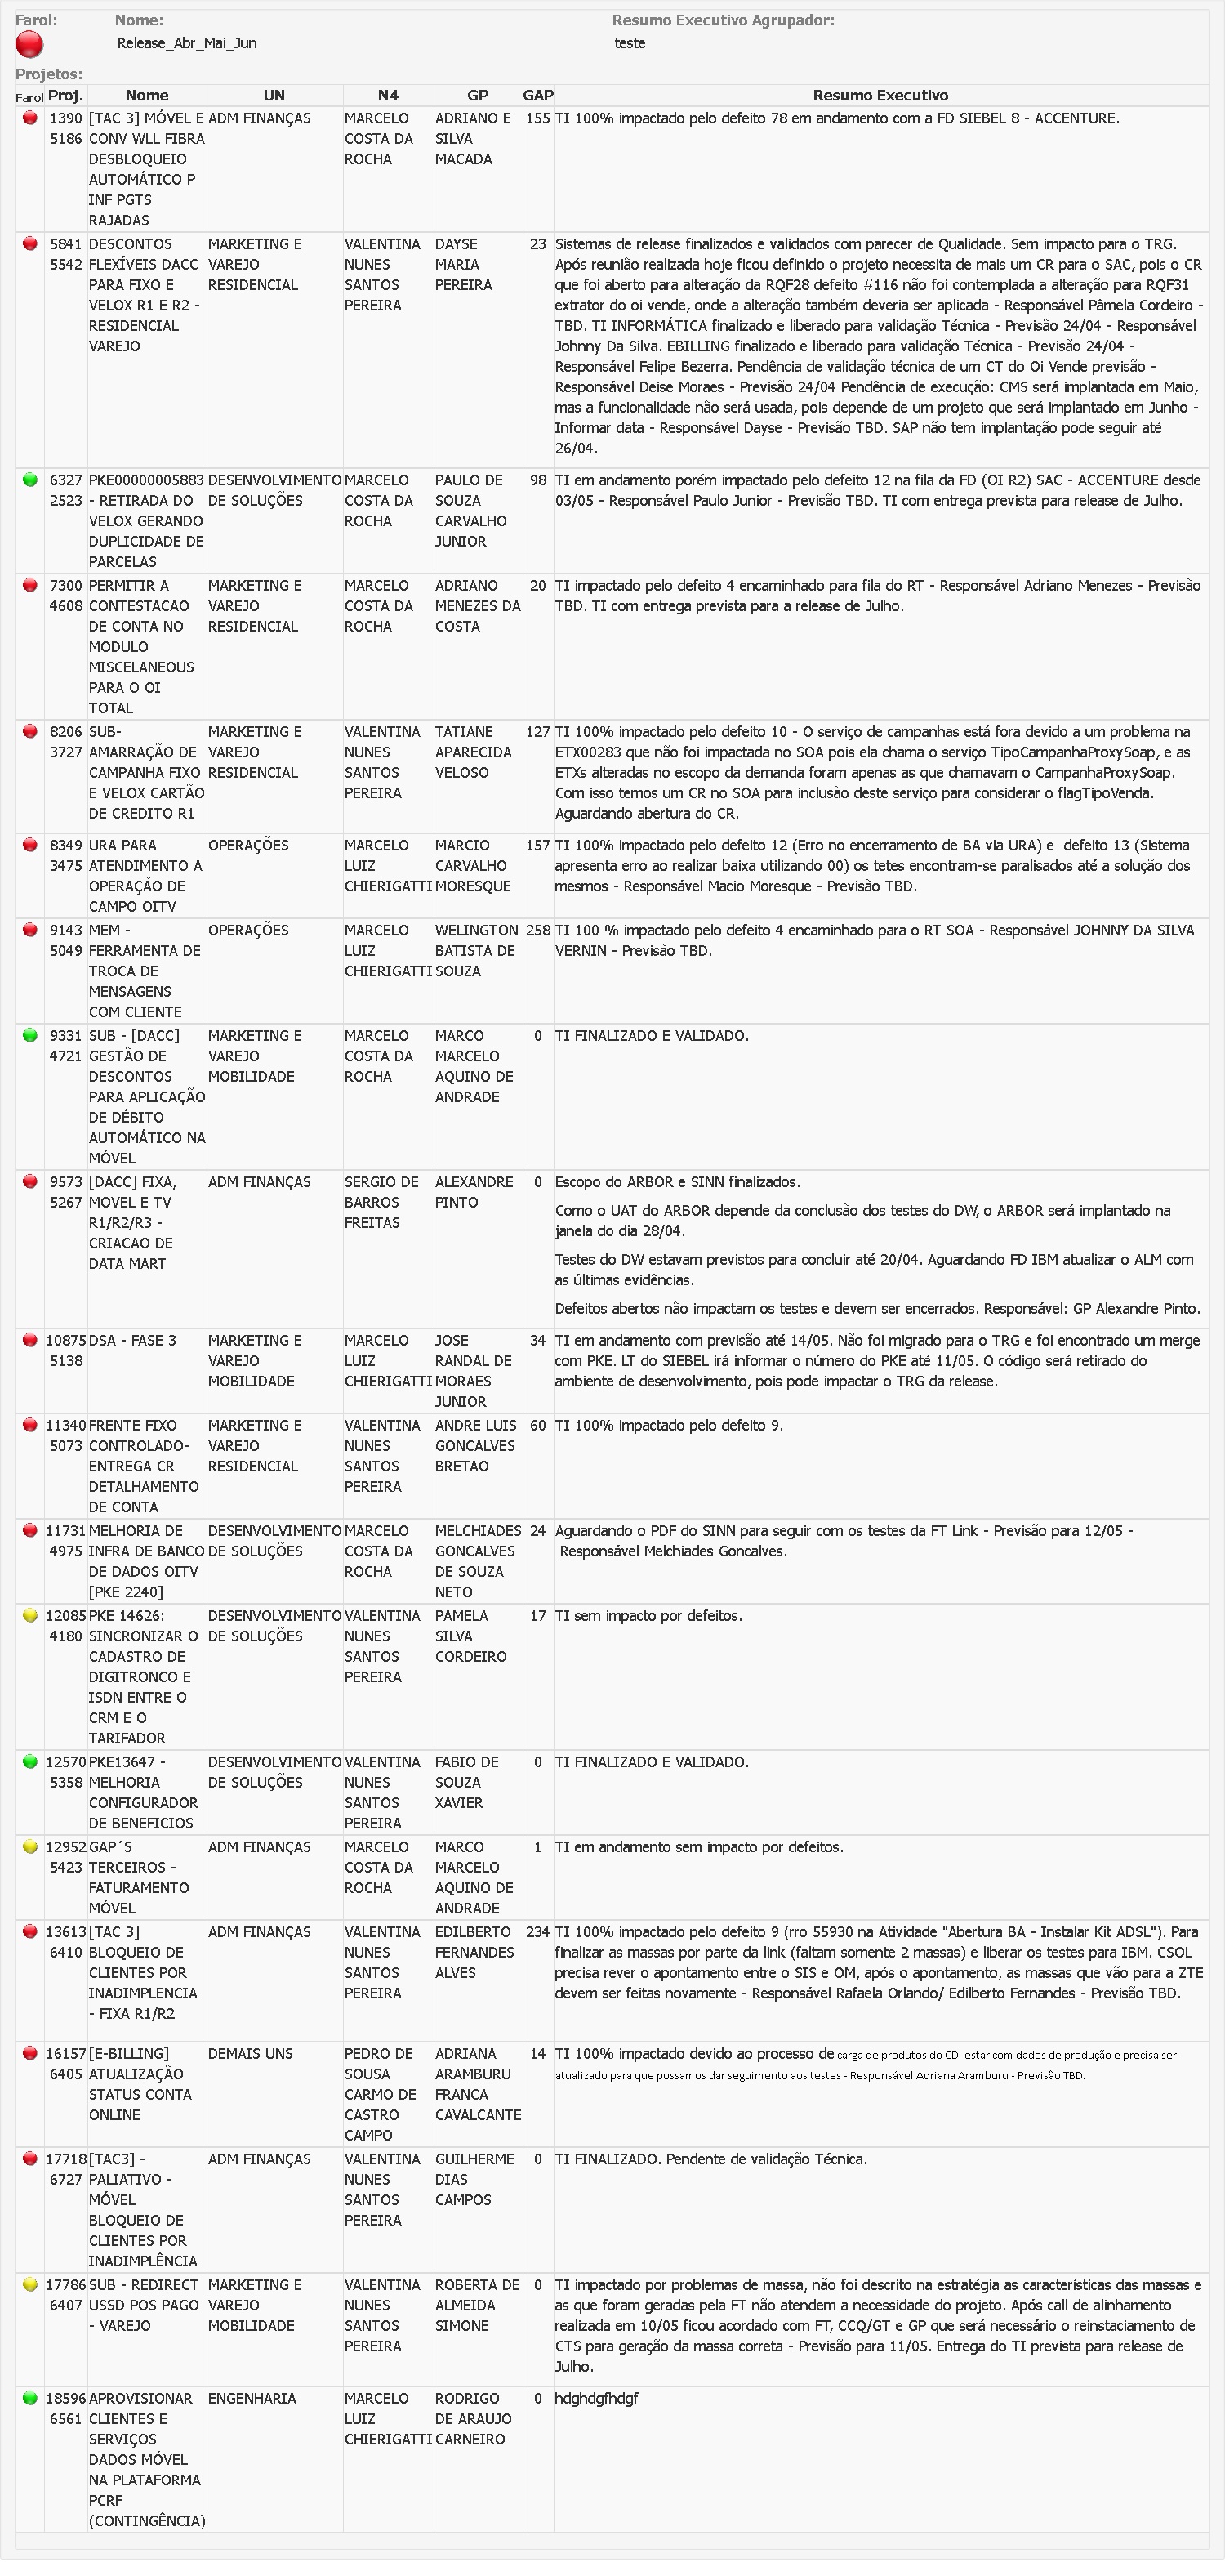 Farol: Nome: Resumo Executivo Agrupador:
Release_Abr_Mai_Jun teste
Projetos:
Farol Proj. Nome UN N4 GP GAP Resumo Executivo
1390 [TAC 3] MÓVEL E ADM FINANÇAS MARCELO ADRIANO E 155 TI 100% impactado pelo defeito 78 em andamento com a FD SIEBEL 8 - ACCENTURE.
5186 CONV WLL FIBRA COSTA DA SILVA
DESBLOQUEIO ROCHA MACADA
AUTOMÁTICO P
INF PGTS
RAJADAS
5841 DESCONTOS MARKETING E VALENTINA DAYSE 23 Sistemas de release finalizados e validados com parecer de Qualidade. Sem impacto para o TRG.
5542 FLEXÍVEIS DACC VAREJO NUNES MARIA Após reunião realizada hoje ficou definido o projeto necessita de mais um CR para o SAC, pois o CR
PARA FIXO E RESIDENCIAL SANTOS PEREIRA que foi aberto para alteração da RQF28 defeito #116 não foi contemplada a alteração para RQF31
VELOX R1 E R2 - PEREIRA extrator do oi vende, onde a alteração também deveria ser aplicada - Responsável Pâmela Cordeiro -
RESIDENCIAL TBD. TI INFORMÁTICA finalizado e liberado para validação Técnica - Previsão 24/04 - Responsável
VAREJO Johnny Da Silva. EBILLING finalizado e liberado para validação Técnica - Previsão 24/04 -
Responsável Felipe Bezerra. Pendência de validação técnica de um CT do Oi Vende previsão -
Responsável Deise Moraes - Previsão 24/04 Pendência de execução: CMS será implantada em Maio,
mas a funcionalidade não será usada, pois depende de um projeto que será implantado em Junho -
Informar data - Responsável Dayse - Previsão TBD. SAP não tem implantação pode seguir até
26/04.
6327 PKE00000005883 DESENVOLVIMENTO MARCELO PAULO DE 98 TI em andamento porém impactado pelo defeito 12 na fila da FD (OI R2) SAC - ACCENTURE desde
2523 - RETIRADA DO DE SOLUÇÕES COSTA DA SOUZA 03/05 - Responsável Paulo Junior - Previsão TBD. TI com entrega prevista para release de Julho.
VELOX GERANDO ROCHA CARVALHO
DUPLICIDADE DE JUNIOR
PARCELAS
7300 PERMITIR A MARKETING E MARCELO ADRIANO 20 TI impactado pelo defeito 4 encaminhado para fila do RT - Responsável Adriano Menezes - Previsão
4608 CONTESTACAO VAREJO COSTA DA MENEZES DA TBD. TI com entrega prevista para a release de Julho.
DE CONTA NO RESIDENCIAL ROCHA COSTA
MODULO
MISCELANEOUS
PARA O OI
TOTAL
8206 SUB- MARKETING E VALENTINA TATIANE 127 TI 100% impactado pelo defeito 10 - O serviço de campanhas está fora devido a um problema na
3727 AMARRAÇÃO DE VAREJO NUNES APARECIDA ETX00283 que não foi impactada no SOA pois ela chama o serviço TipoCampanhaProxySoap, e as
CAMPANHA FIXO RESIDENCIAL SANTOS VELOSO ETXs alteradas no escopo da demanda foram apenas as que chamavam o CampanhaProxySoap.
E VELOX CARTÃO PEREIRA Com isso temos um CR no SOA para inclusão deste serviço para considerar o flagTipoVenda.
DE CREDITO R1 Aguardando abertura do CR.
8349 URA PARA OPERAÇÕES MARCELO MARCIO 157 TI 100% impactado pelo defeito 12 (Erro no encerramento de BA via URA) e defeito 13 (Sistema
3475 ATENDIMENTO A LUIZ CARVALHO apresenta erro ao realizar baixa utilizando 00) os tetes encontram-se paralisados até a solução dos
OPERAÇÃO DE CHIERIGATTI MORESQUE mesmos - Responsável Macio Moresque - Previsão TBD.
CAMPO OITV
9143 MEM - OPERAÇÕES MARCELO WELINGTON 258 TI 100 % impactado pelo defeito 4 encaminhado para o RT SOA - Responsável JOHNNY DA SILVA
5049 FERRAMENTA DE LUIZ BATISTA DE VERNIN - Previsão TBD.
TROCA DE CHIERIGATTI SOUZA
MENSAGENS
COM CLIENTE
9331 SUB - [DACC] MARKETING E MARCELO MARCO 0 TI FINALIZADO E VALIDADO.
4721 GESTÃO DE VAREJO COSTA DA MARCELO
DESCONTOS MOBILIDADE ROCHA AQUINO DE
PARA APLICAÇÃO ANDRADE
DE DÉBITO
AUTOMÁTICO NA
MÓVEL
9573 [DACC] FIXA, ADM FINANÇAS SERGIO DE ALEXANDRE 0 Escopo do ARBOR e SINN finalizados.
5267 MOVEL E TV BARROS PINTO Como o UAT do ARBOR depende da conclusão dos testes do DW, o ARBOR será implantado na
R1/R2/R3 - FREITAS janela do dia 28/04.
CRIACAO DE Testes do DW estavam previstos para concluir até 20/04. Aguardando FD IBM atualizar o ALM com
DATA MART as últimas evidências.
Defeitos abertos não impactam os testes e devem ser encerrados. Responsável: GP Alexandre Pinto.
10875 DSA - FASE 3 MARKETING E MARCELO JOSE 34 TI em andamento com previsão até 14/05. Não foi migrado para o TRG e foi encontrado um merge
5138 VAREJO LUIZ RANDAL DE com PKE. LT do SIEBEL irá informar o número do PKE até 11/05. O código será retirado do
MOBILIDADE CHIERIGATTI MORAES ambiente de desenvolvimento, pois pode impactar o TRG da release.
JUNIOR
11340 FRENTE FIXO MARKETING E VALENTINA ANDRE LUIS 60 TI 100% impactado pelo defeito 9.
5073 CONTROLADO- VAREJO NUNES GONCALVES
ENTREGA CR RESIDENCIAL SANTOS BRETAO
DETALHAMENTO PEREIRA
DE CONTA
11731 MELHORIA DE DESENVOLVIMENTO MARCELO MELCHIADES 24 Aguardando o PDF do SINN para seguir com os testes da FT Link - Previsão para 12/05 -
4975 INFRA DE BANCO DE SOLUÇÕES COSTA DA GONCALVES Responsável Melchiades Goncalves.
DE DADOS OITV ROCHA DE SOUZA
[PKE 2240] NETO
12085 PKE 14626: DESENVOLVIMENTO VALENTINA PAMELA 17 TI sem impacto por defeitos.
4180 SINCRONIZAR O DE SOLUÇÕES NUNES SILVA
CADASTRO DE SANTOS CORDEIRO
DIGITRONCO E PEREIRA
ISDN ENTRE O
CRM E O
TARIFADOR
12570 PKE13647 - DESENVOLVIMENTO VALENTINA FABIO DE 0 TI FINALIZADO E VALIDADO.
5358 MELHORIA DE SOLUÇÕES NUNES SOUZA
CONFIGURADOR SANTOS XAVIER
DE BENEFICIOS PEREIRA
12952 GAP´S ADM FINANÇAS MARCELO MARCO 1 TI em andamento sem impacto por defeitos.
5423 TERCEIROS - COSTA DA MARCELO
FATURAMENTO ROCHA AQUINO DE
MÓVEL ANDRADE
13613 [TAC 3] ADM FINANÇAS VALENTINA EDILBERTO 234 TI 100% impactado pelo defeito 9 (rro 55930 na Atividade "Abertura BA - Instalar Kit ADSL"). Para
6410 BLOQUEIO DE NUNES FERNANDES finalizar as massas por parte da link (faltam somente 2 massas) e liberar os testes para IBM. CSOL
CLIENTES POR SANTOS ALVES precisa rever o apontamento entre o SIS e OM, após o apontamento, as massas que vão para a ZTE
INADIMPLENCIA PEREIRA devem ser feitas novamente - Responsável Rafaela Orlando/ Edilberto Fernandes - Previsão TBD.
- FIXA R1/R2
16157 [E-BILLING] DEMAIS UNS PEDRO DE ADRIANA 14 TI 100% impactado devido ao processo de carga de produtos do CDI estar com dados de produção e precisa ser
6405 ATUALIZAÇÃO SOUSA ARAMBURU atualizado para que possamos dar seguimento aos testes - Responsável Adriana Aramburu - Previsão TBD.
STATUS CONTA CARMO DE FRANCA
ONLINE CASTRO CAVALCANTE
CAMPO
17718 [TAC3] - ADM FINANÇAS VALENTINA GUILHERME 0 TI FINALIZADO. Pendente de validação Técnica.
6727 PALIATIVO - NUNES DIAS
MÓVEL SANTOS CAMPOS
BLOQUEIO DE PEREIRA
CLIENTES POR
INADIMPLÊNCIA
17786 SUB - REDIRECT MARKETING E VALENTINA ROBERTA DE 0 TI impactado por problemas de massa, não foi descrito na estratégia as características das massas e
6407 USSD POS PAGO VAREJO NUNES ALMEIDA as que foram geradas pela FT não atendem a necessidade do projeto. Após call de alinhamento
- VAREJO MOBILIDADE SANTOS SIMONE realizada em 10/05 ficou acordado com FT, CCQ/GT e GP que será necessário o reinstaciamento de
PEREIRA CTS para geração da massa correta - Previsão para 11/05. Entrega do TI prevista para release de
Julho.
18596 APROVISIONAR ENGENHARIA MARCELO RODRIGO 0 hdghdgfhdgf
6561 CLIENTES E LUIZ DE ARAUJO
SERVIÇOS CHIERIGATTI CARNEIRO
DADOS MÓVEL
NA PLATAFORMA
PCRF
(CONTINGÊNCIA)